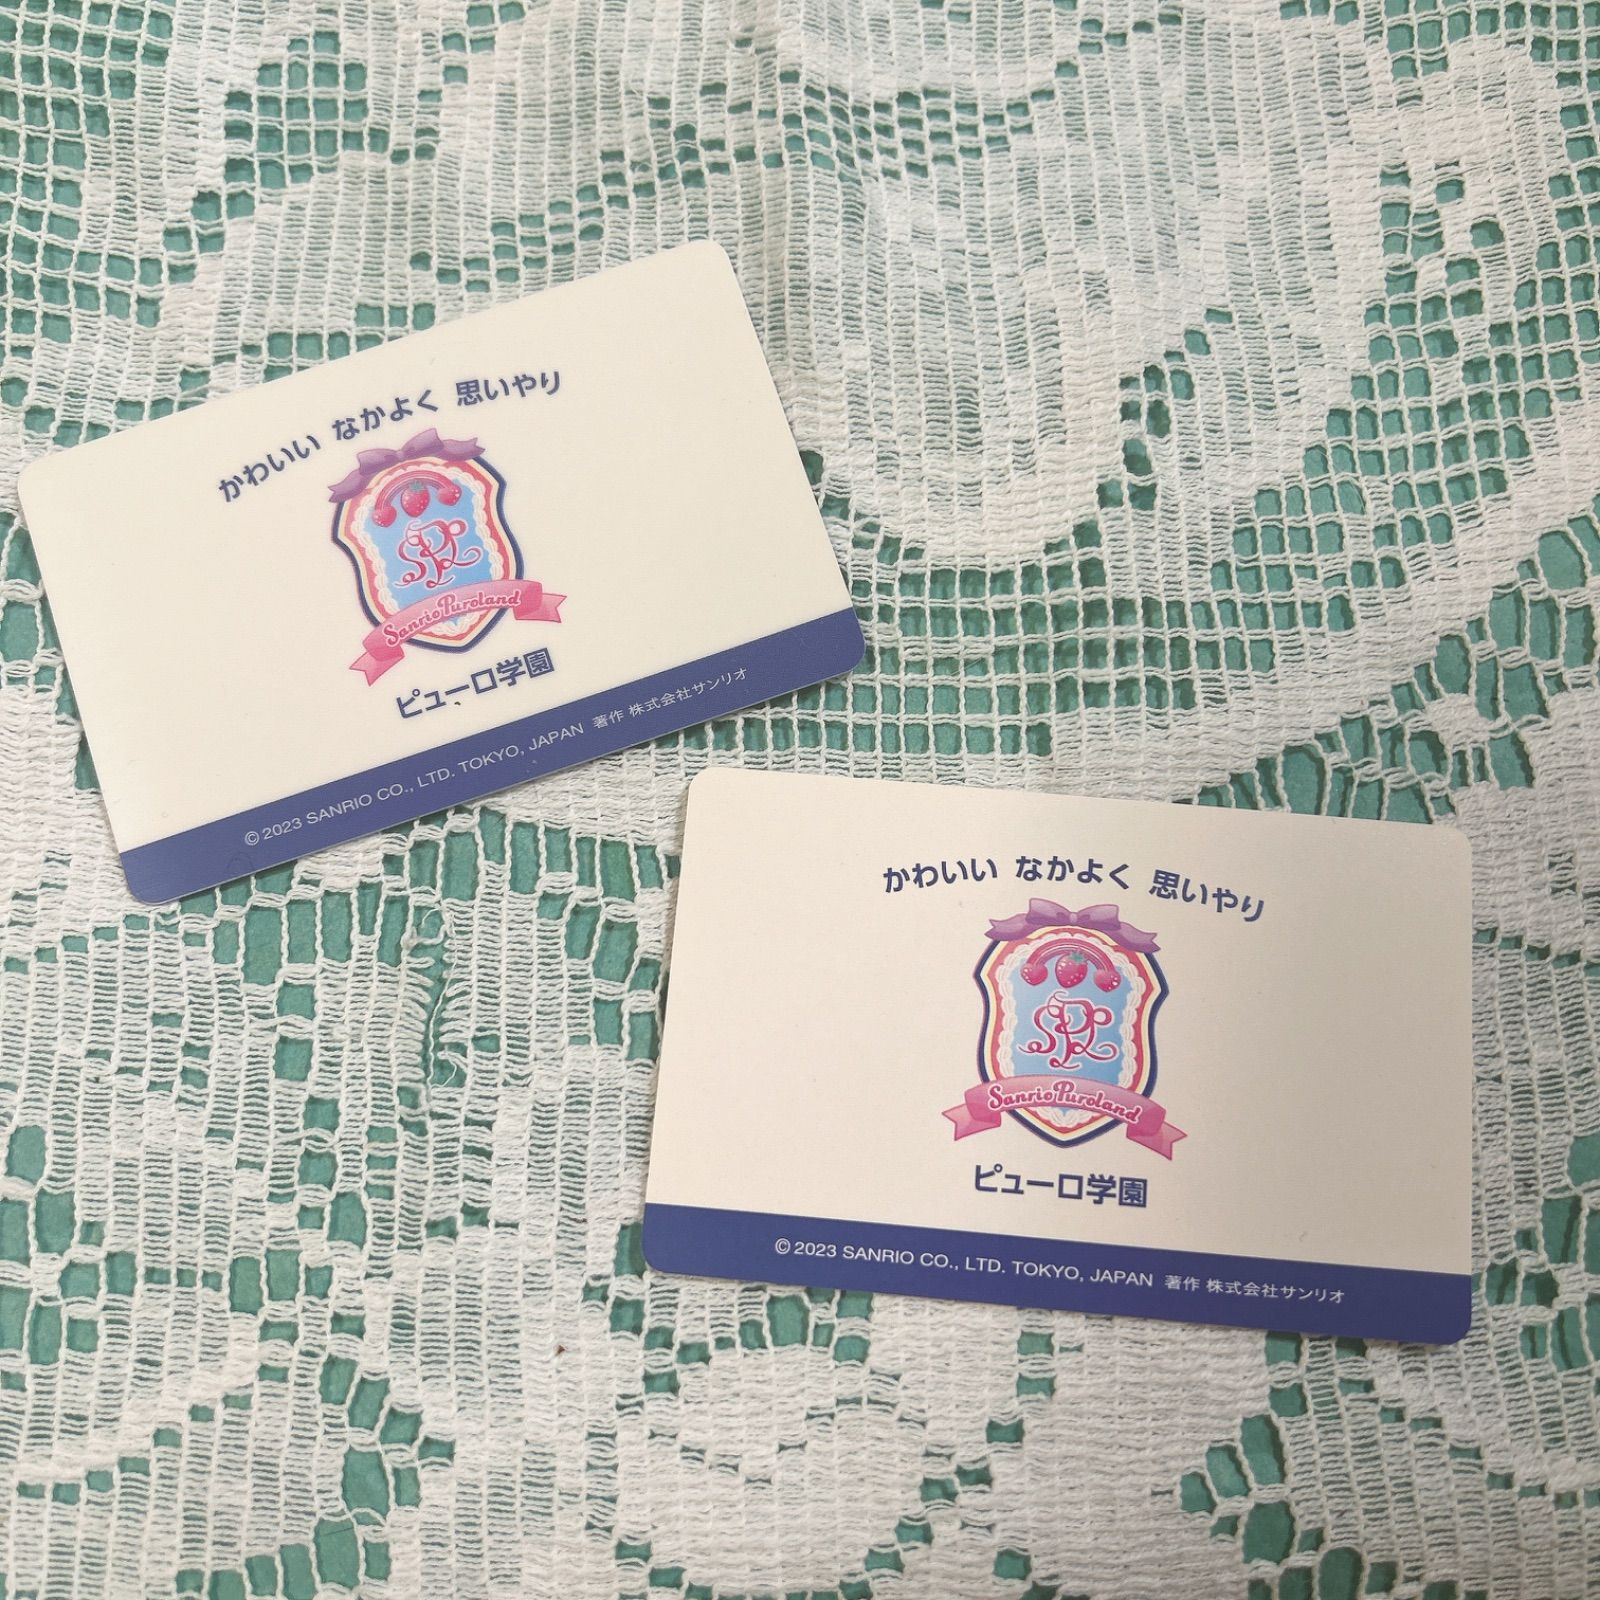 かわいい なかよく 思いやり
SPL
Sanrio Puroland
ピューロ学園
©2023 SANRIO CO., LTD. TOKYO, JAPAN 著作 株式会社サンリオ
かわいい なかよく 思いやり
SPL
Sanrio Puroland
ピューロ学園
©2023 SANRIO CO., LTD. TOKYO, JAPAN 著作 株式会社サンリオ